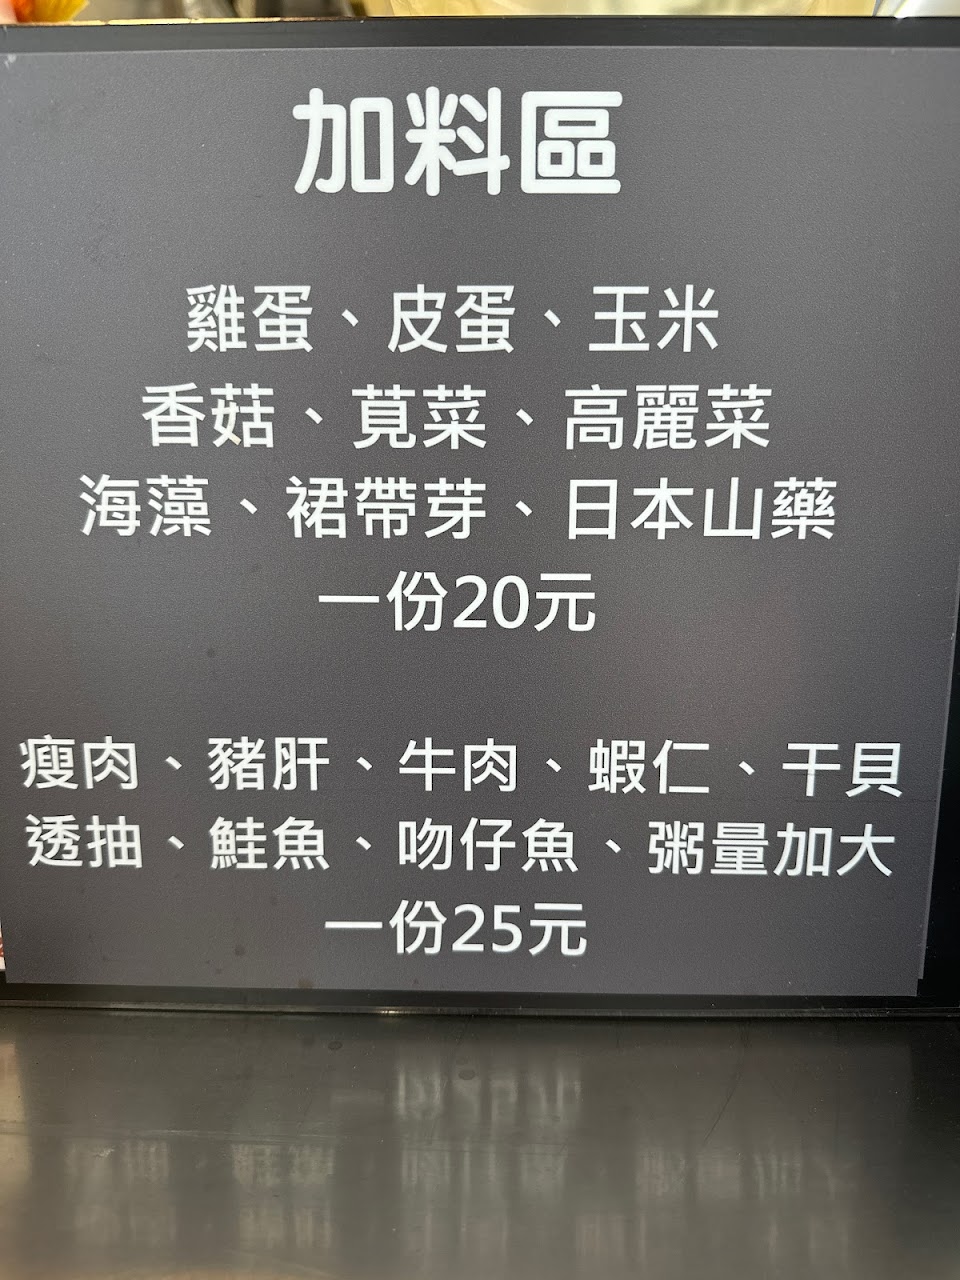 加料區
雞蛋、皮蛋、玉米
香菇、莧菜、高麗菜
海藻、裙帶芽、日本山藥
一份20元
瘦肉、豬肝、牛肉、蝦仁、干貝
透抽、鮭魚、吻仔魚、粥量加大
一份25元